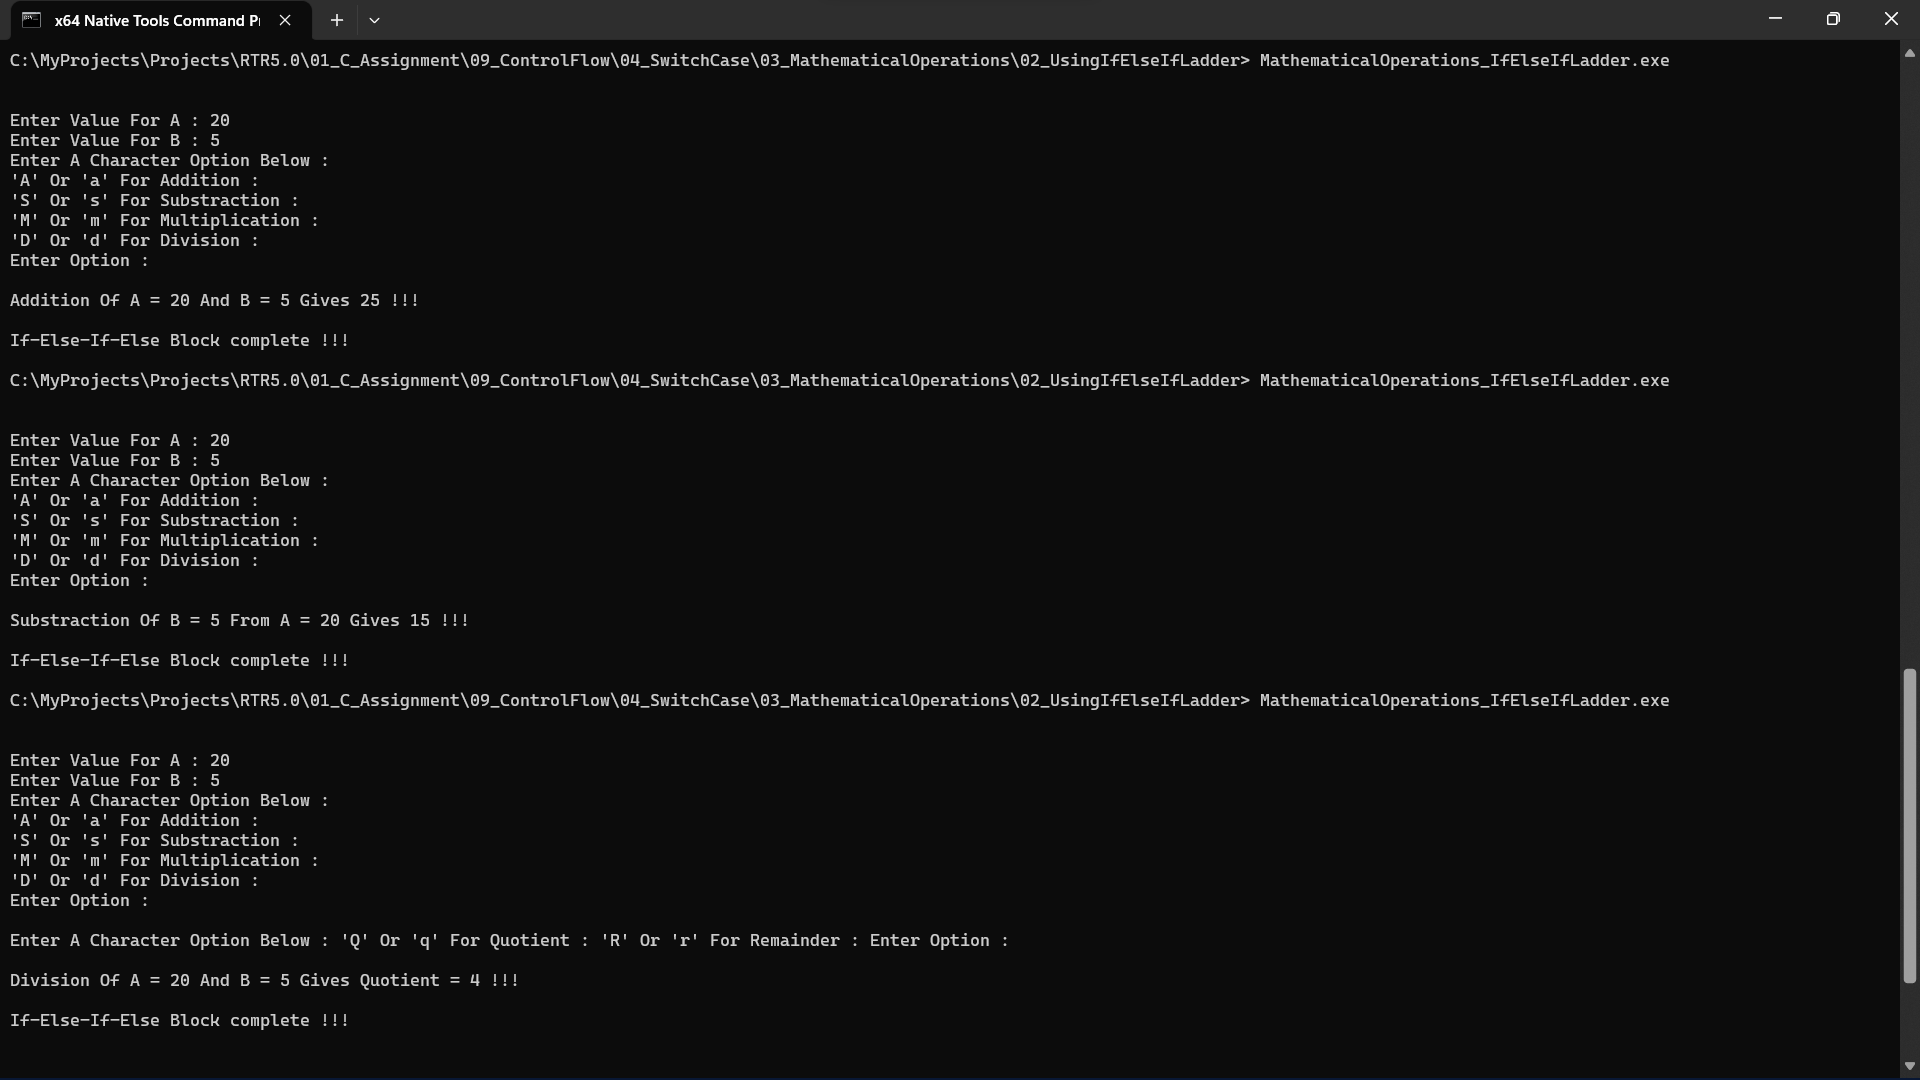 x64 Native Tools Command P
C:\MyProjects\Projects\RTR5.0\01_C_Assignment\09_ControlFlow\04_SwitchCase\03_MathematicalOperations\02_UsingIfElseIfLadder> MathematicalOperations_IfElseIfLadder.exe
Enter Value For A : 20
Enter Value For B : 5
Enter A Character Option Below :
'A' Or 'a' For Addition :
'S' Or 's' For Substraction :
'M' Or 'm' For Multiplication :
'D' Or 'd' For Division :
Enter Option :
Addition Of A = 20 And B = 5 Gives 25 !!!
If-Else-If-Else Block complete !!!
C:\MyProjects\Projects\RTR5.0\01_C_Assignment\09_ControlFlow\04_SwitchCase\03_MathematicalOperations\02_UsingIfElseIfLadder> MathematicalOperations_IfElseIfLadder.exe
Enter Value For A : 20
Enter Value For B : 5
Enter A Character Option Below :
'A' Or 'a' For Addition :
'S' Or 's' For Substraction :
'M' Or 'm' For Multiplication :
'D' Or 'd' For Division :
Enter Option :
Substraction Of B = 5 From A = 20 Gives 15 !!!
If-Else-If-Else Block complete !!!
C:\MyProjects\Projects\RTR5.0\01_C_Assignment\09_ControlFlow\04_SwitchCase\03_MathematicalOperations\02_UsingIfElseIfLadder> MathematicalOperations_IfElseIfLadder.exe
Enter Value For A : 20
Enter Value For B : 5
Enter A Character Option Below :
'A' Or 'a' For Addition :
'S' Or 's' For Substraction :
'M' Or 'm' For Multiplication :
'D' Or 'd' For Division :
Enter Option :
Enter A Character Option Below : 'Q' Or 'q' For Quotient : 'R' Or 'r' For Remainder : Enter Option :
Division Of A = 20 And B = 5 Gives Quotient = 4 !!!
If-Else-If-Else Block complete !!!